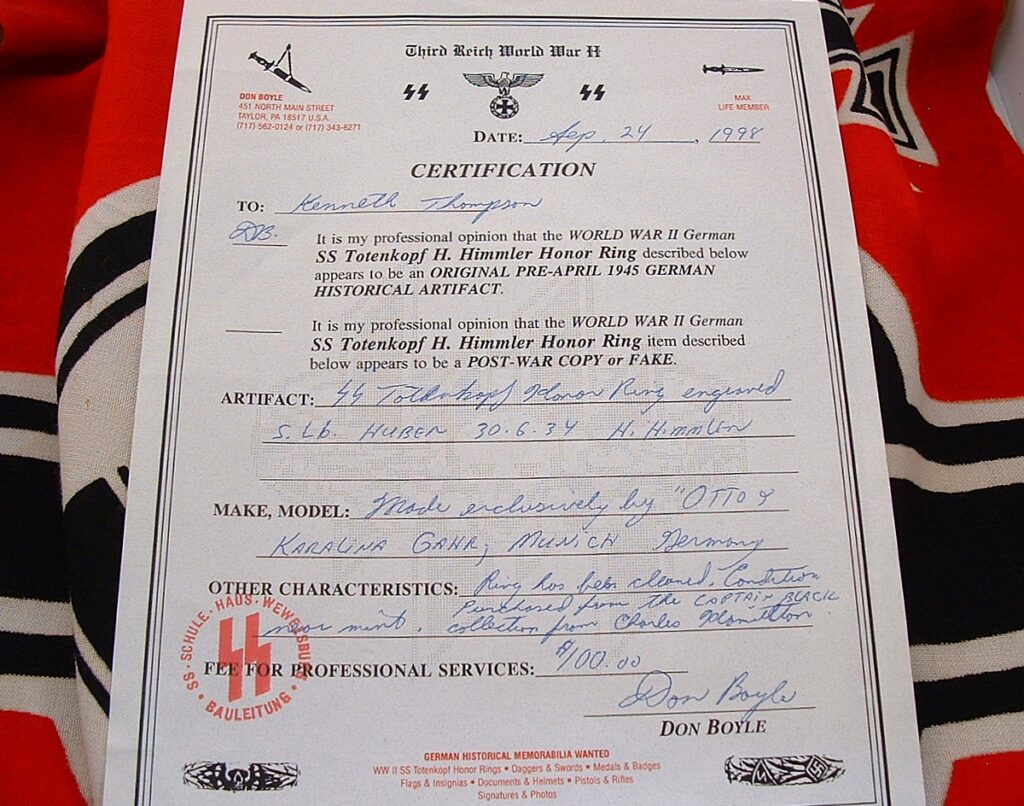 Third Reich World War II
DON BOYLE
451 NORTH MAIN STREET
TAYLOR, PA 18517 U.S.A.
(717) 562-0124 or (717) 343-6271
MAX
LIFE MEMBER
DATE: Sep. 24, 1998
CERTIFICATION
TO: Kenneth Thompson
DB.
It is my professional opinion that the WORLD WAR II German
SS Totenkopf H. Himmler Honor Ring described below
appears to be an ORIGINAL PRE-APRIL 1945 GERMAN
HISTORICAL ARTIFACT.
It is my professional opinion that the WORLD WAR II German
SS Totenkopf H. Himmler Honor Ring item described
below appears to be a POST-WAR COPY or FAKE.
ARTIFACT: SS Totenkopf Honor Ring engraved
S. Lb. HUBER 30.6.34 H. Himmler
MAKE, MODEL: Made exclusively by "OTTO &
KARALINA GAHR, MUNICH Germany
OTHER CHARACTERISTICS: Ring has been cleaned. Condition
near mint. Purchased from the CAPTAIN BLACK
collection from Charles Hamilton
SS-SCHULE·HAUS·WEWELSBURG
BAULEITUNG
FEE FOR PROFESSIONAL SERVICES: $100.00
Don Boyle
DON BOYLE
GERMAN HISTORICAL MEMORABILIA WANTED
WW II SS Totenkopf Honor Rings • Daggers & Swords • Medals & Badges
Flags & Insignias • Documents & Helmets • Pistols & Rifles
Signatures & Photos